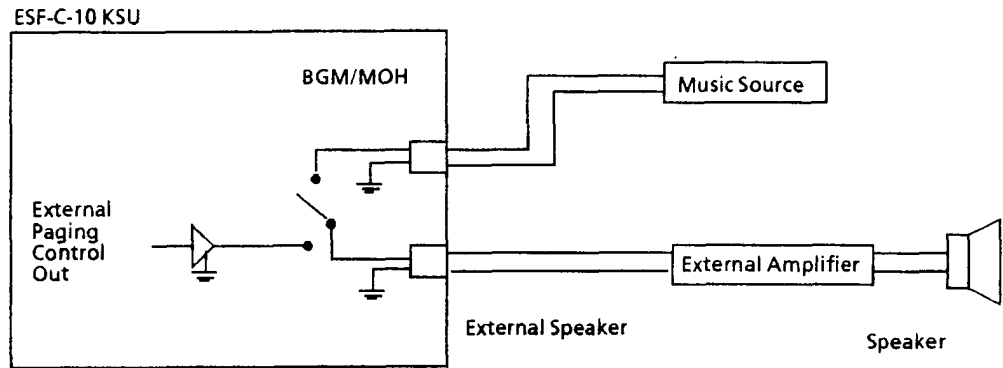 ESF-C-10 KSU
BGM/MOH
Music Source
External
Paging
Control
Out
External Amplifier
External Speaker
Speaker